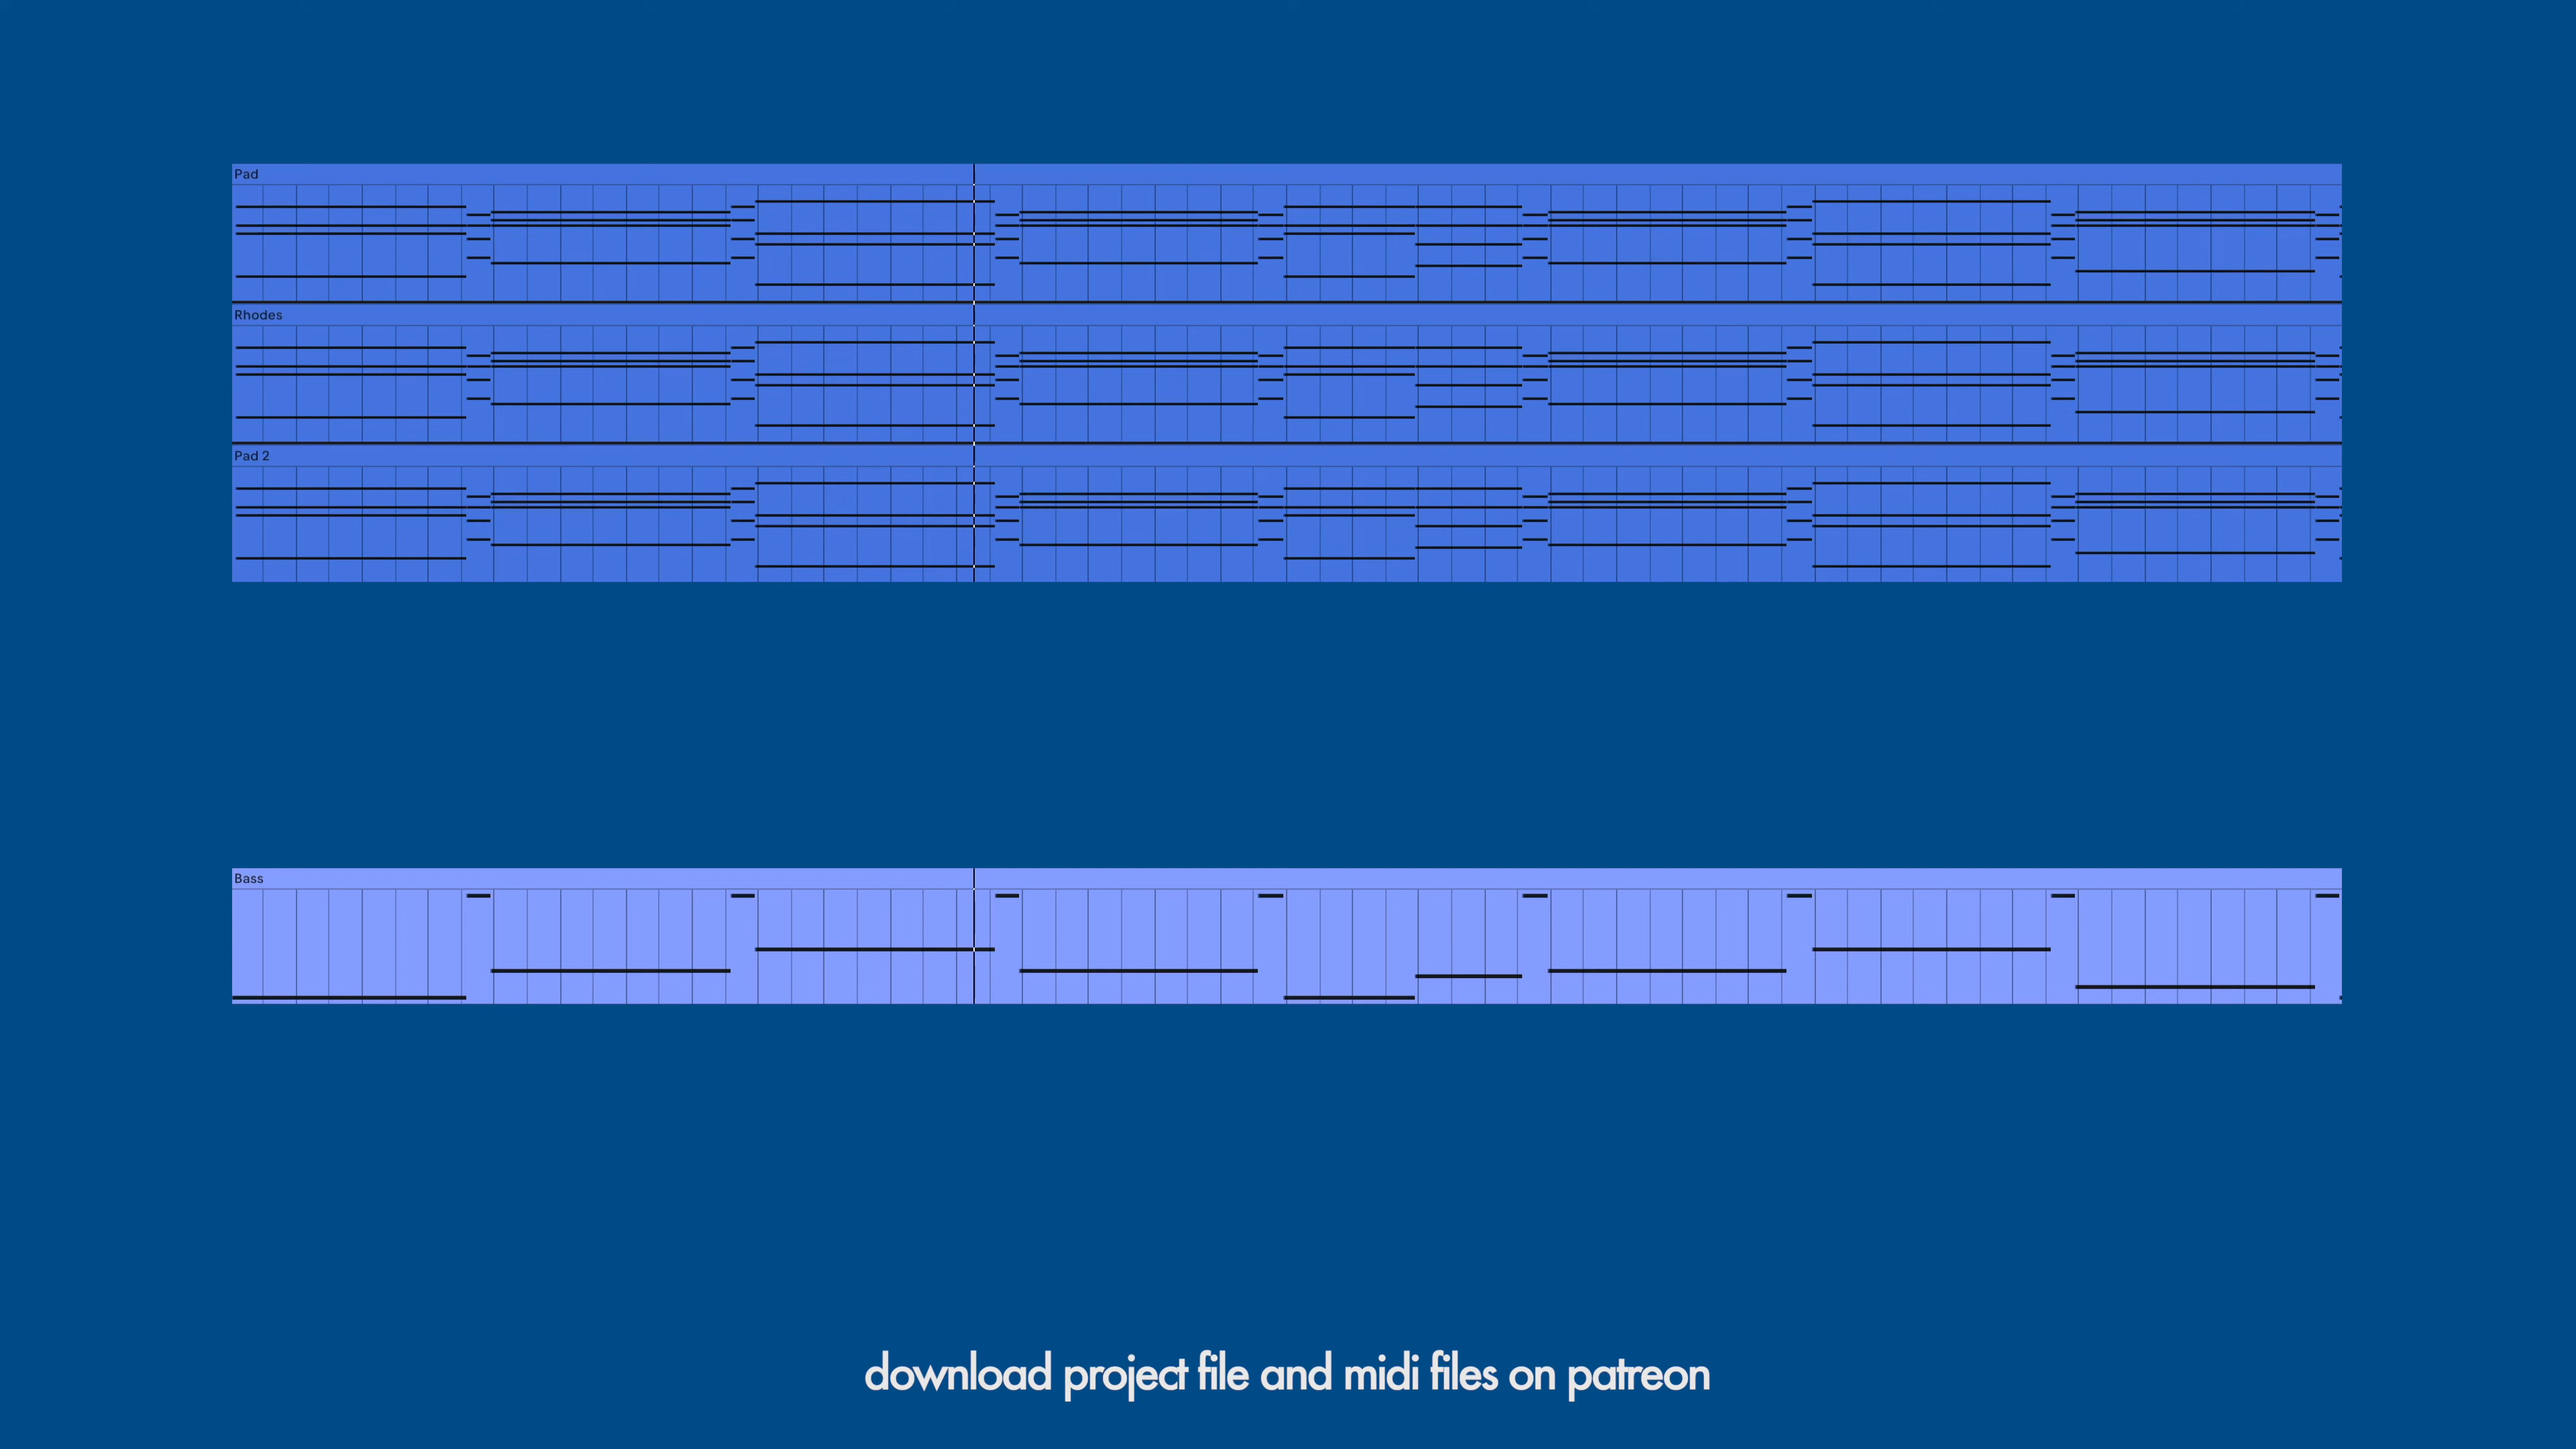 Pad
Rhodes
Pad 2
Bass
download project file and midi files on patreon